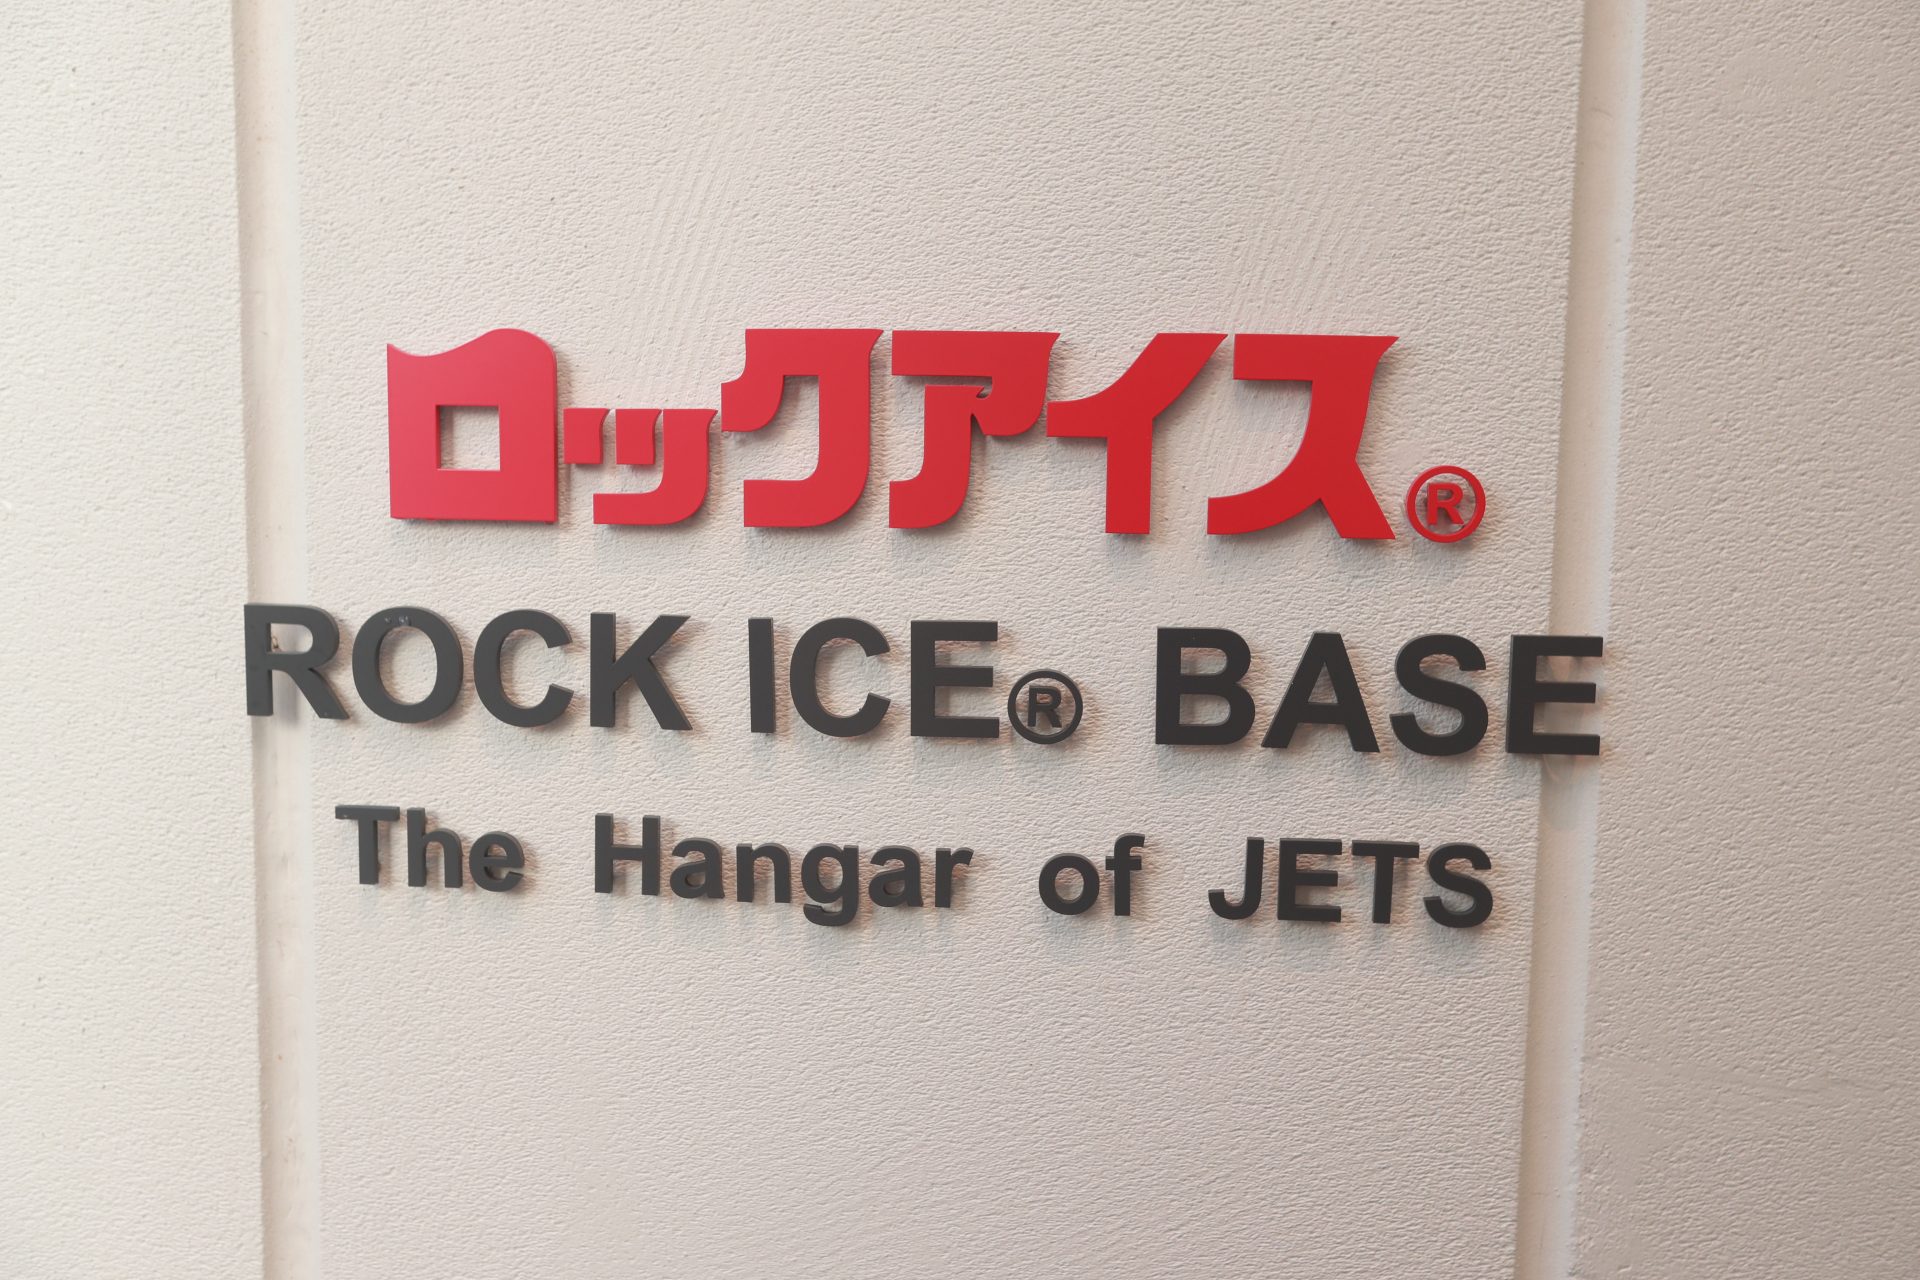 ロックアイス®
ROCK ICE® BASE
The Hangar of JETS